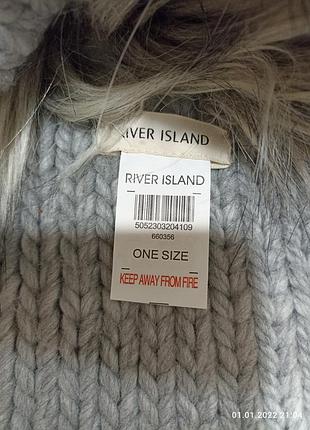 RIVER ISLAND
RIVER ISLAND
5052303204109
660356
ONE SIZE
KEEP AWAY FROM FIRE
01.01.2022 21:04